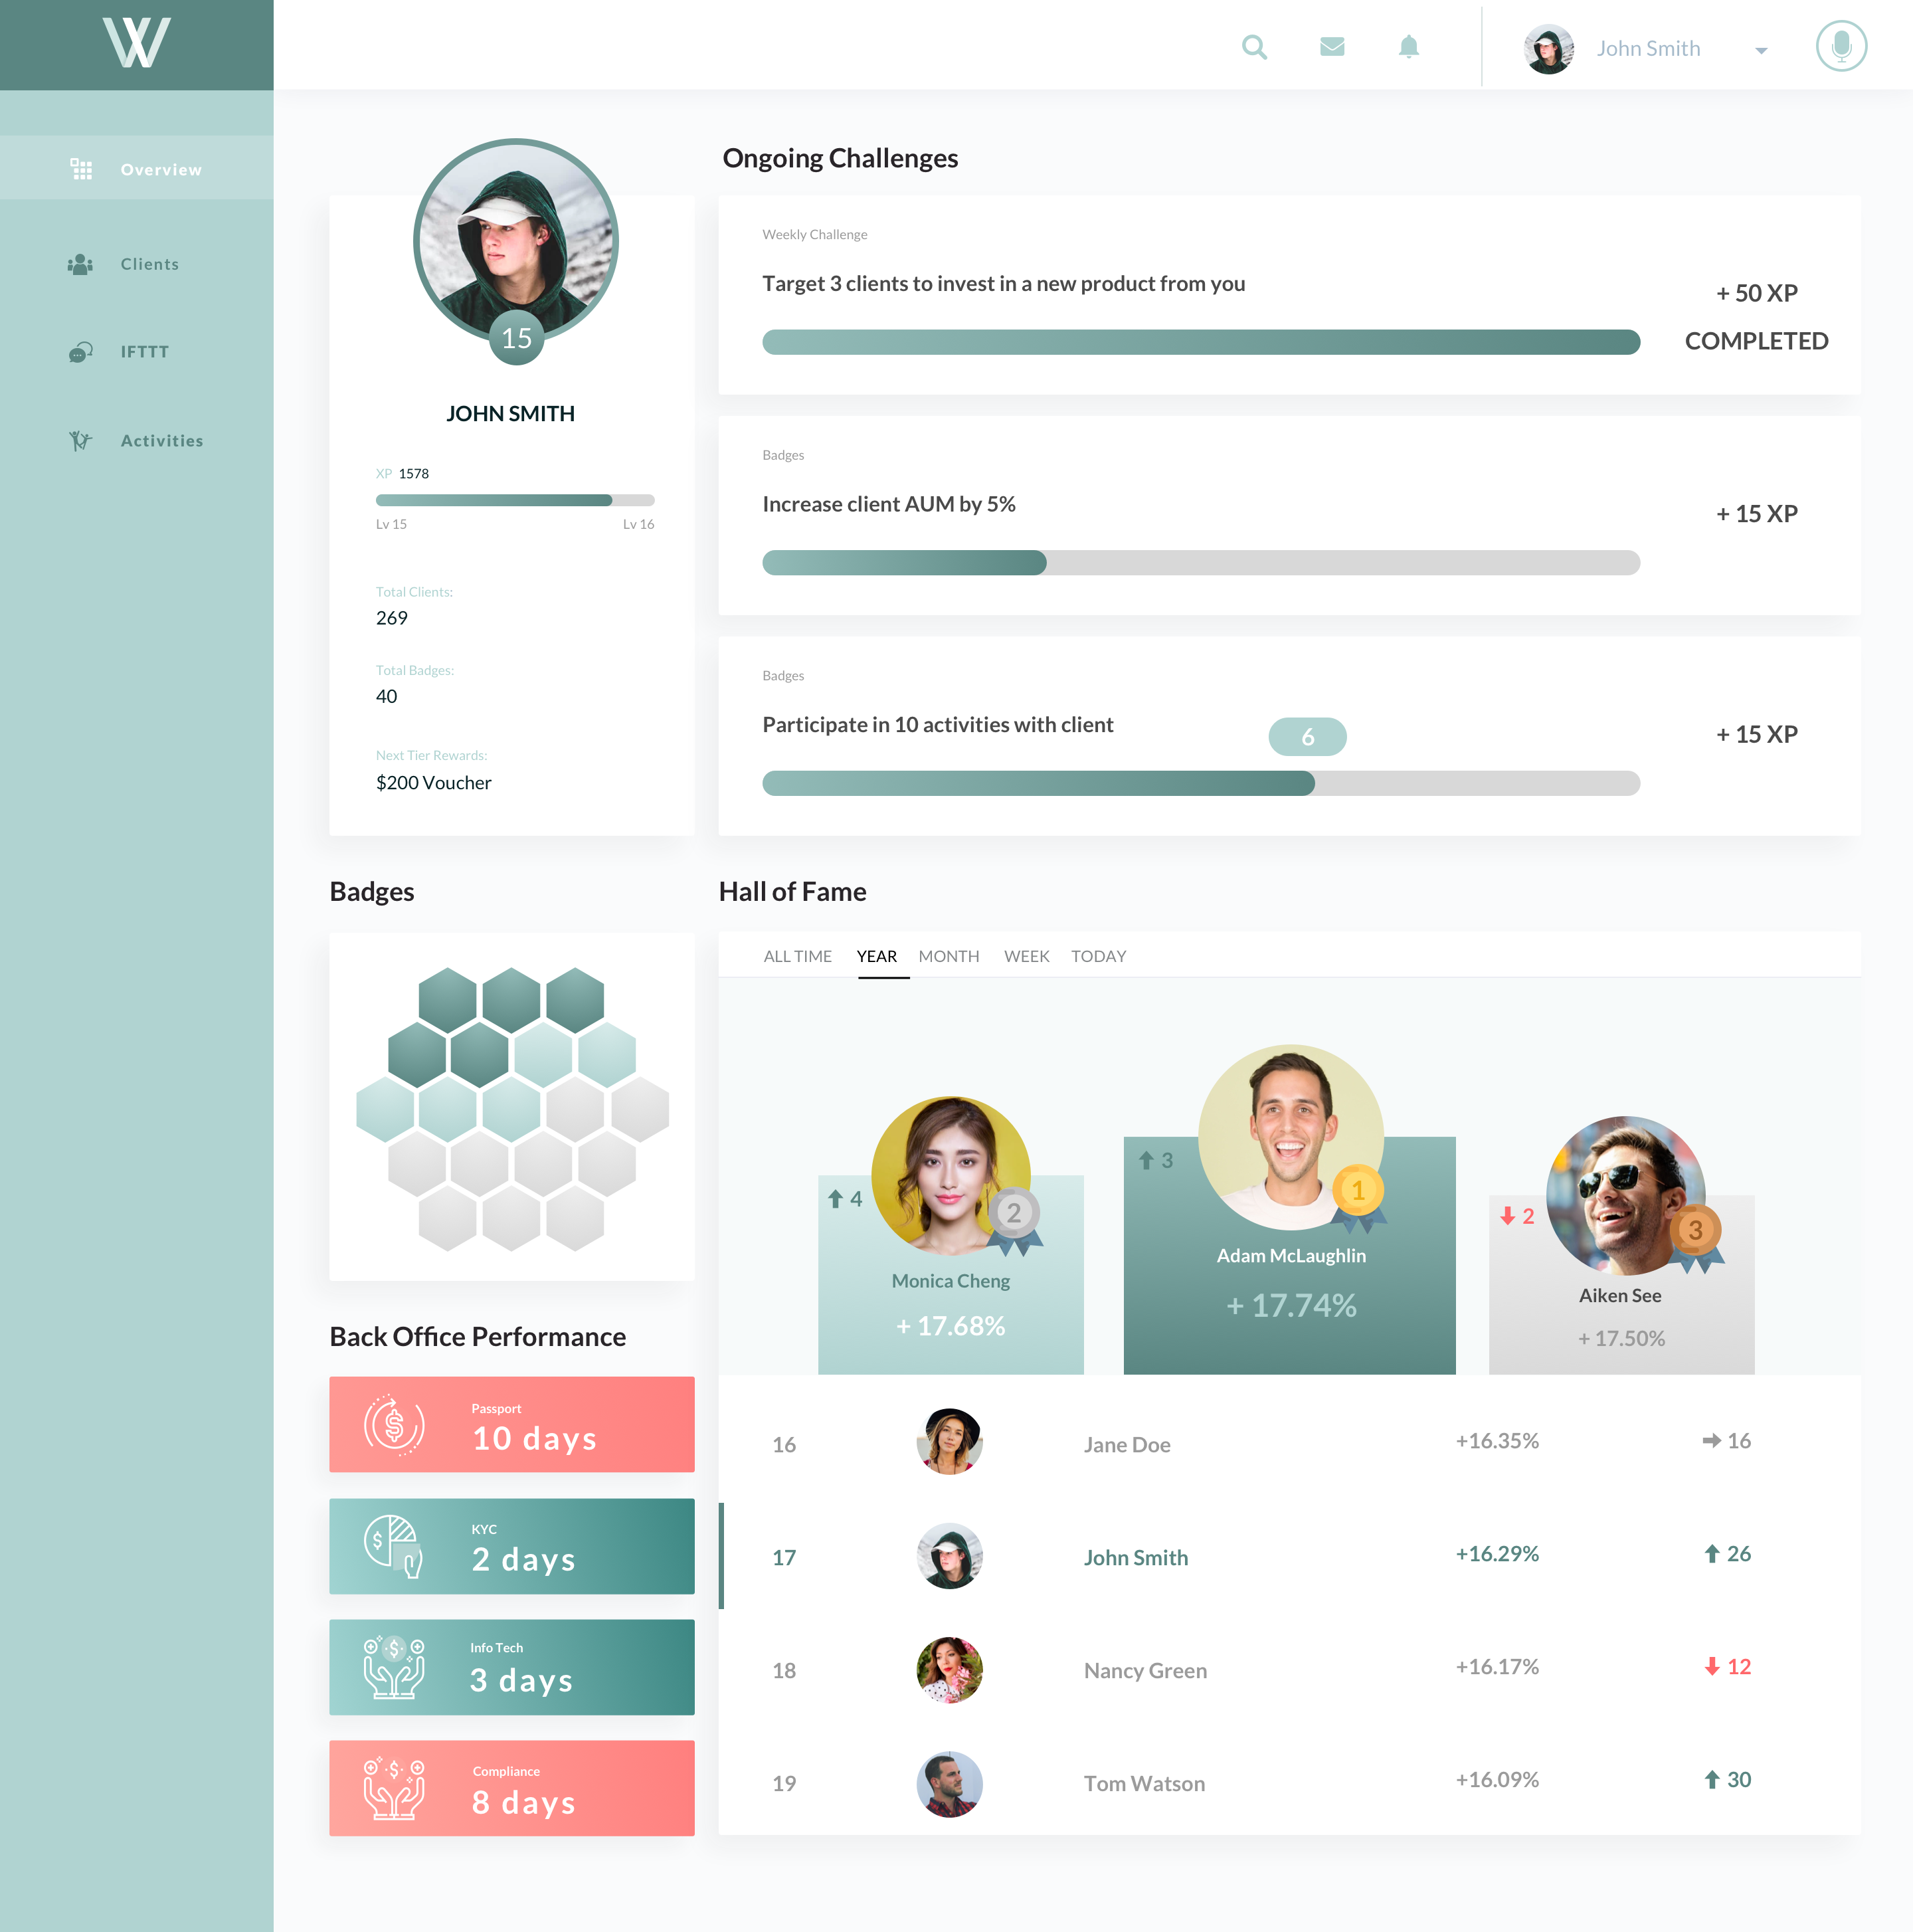 W
John Smith
Overview
Clients
IFTTT
Activities
15
JOHN SMITH
XP 1578
Lv 15 Lv 16
Total Clients:
269
Total Badges:
40
Next Tier Rewards:
$200 Voucher
Ongoing Challenges
Weekly Challenge
Target 3 clients to invest in a new product from you
+ 50 XP
COMPLETED
Badges
Increase client AUM by 5%
+ 15 XP
Badges
Participate in 10 activities with client
6
+ 15 XP
Badges
Back Office Performance
Passport
10 days
KYC
2 days
Info Tech
3 days
Compliance
8 days
Hall of Fame
ALL TIME YEAR MONTH WEEK TODAY
4
2
Monica Cheng
+ 17.68%
3
1
Adam McLaughlin
+ 17.74%
2
3
Aiken See
+ 17.50%
16 Jane Doe +16.35% 16
17 John Smith +16.29% 26
18 Nancy Green +16.17% 12
19 Tom Watson +16.09% 30